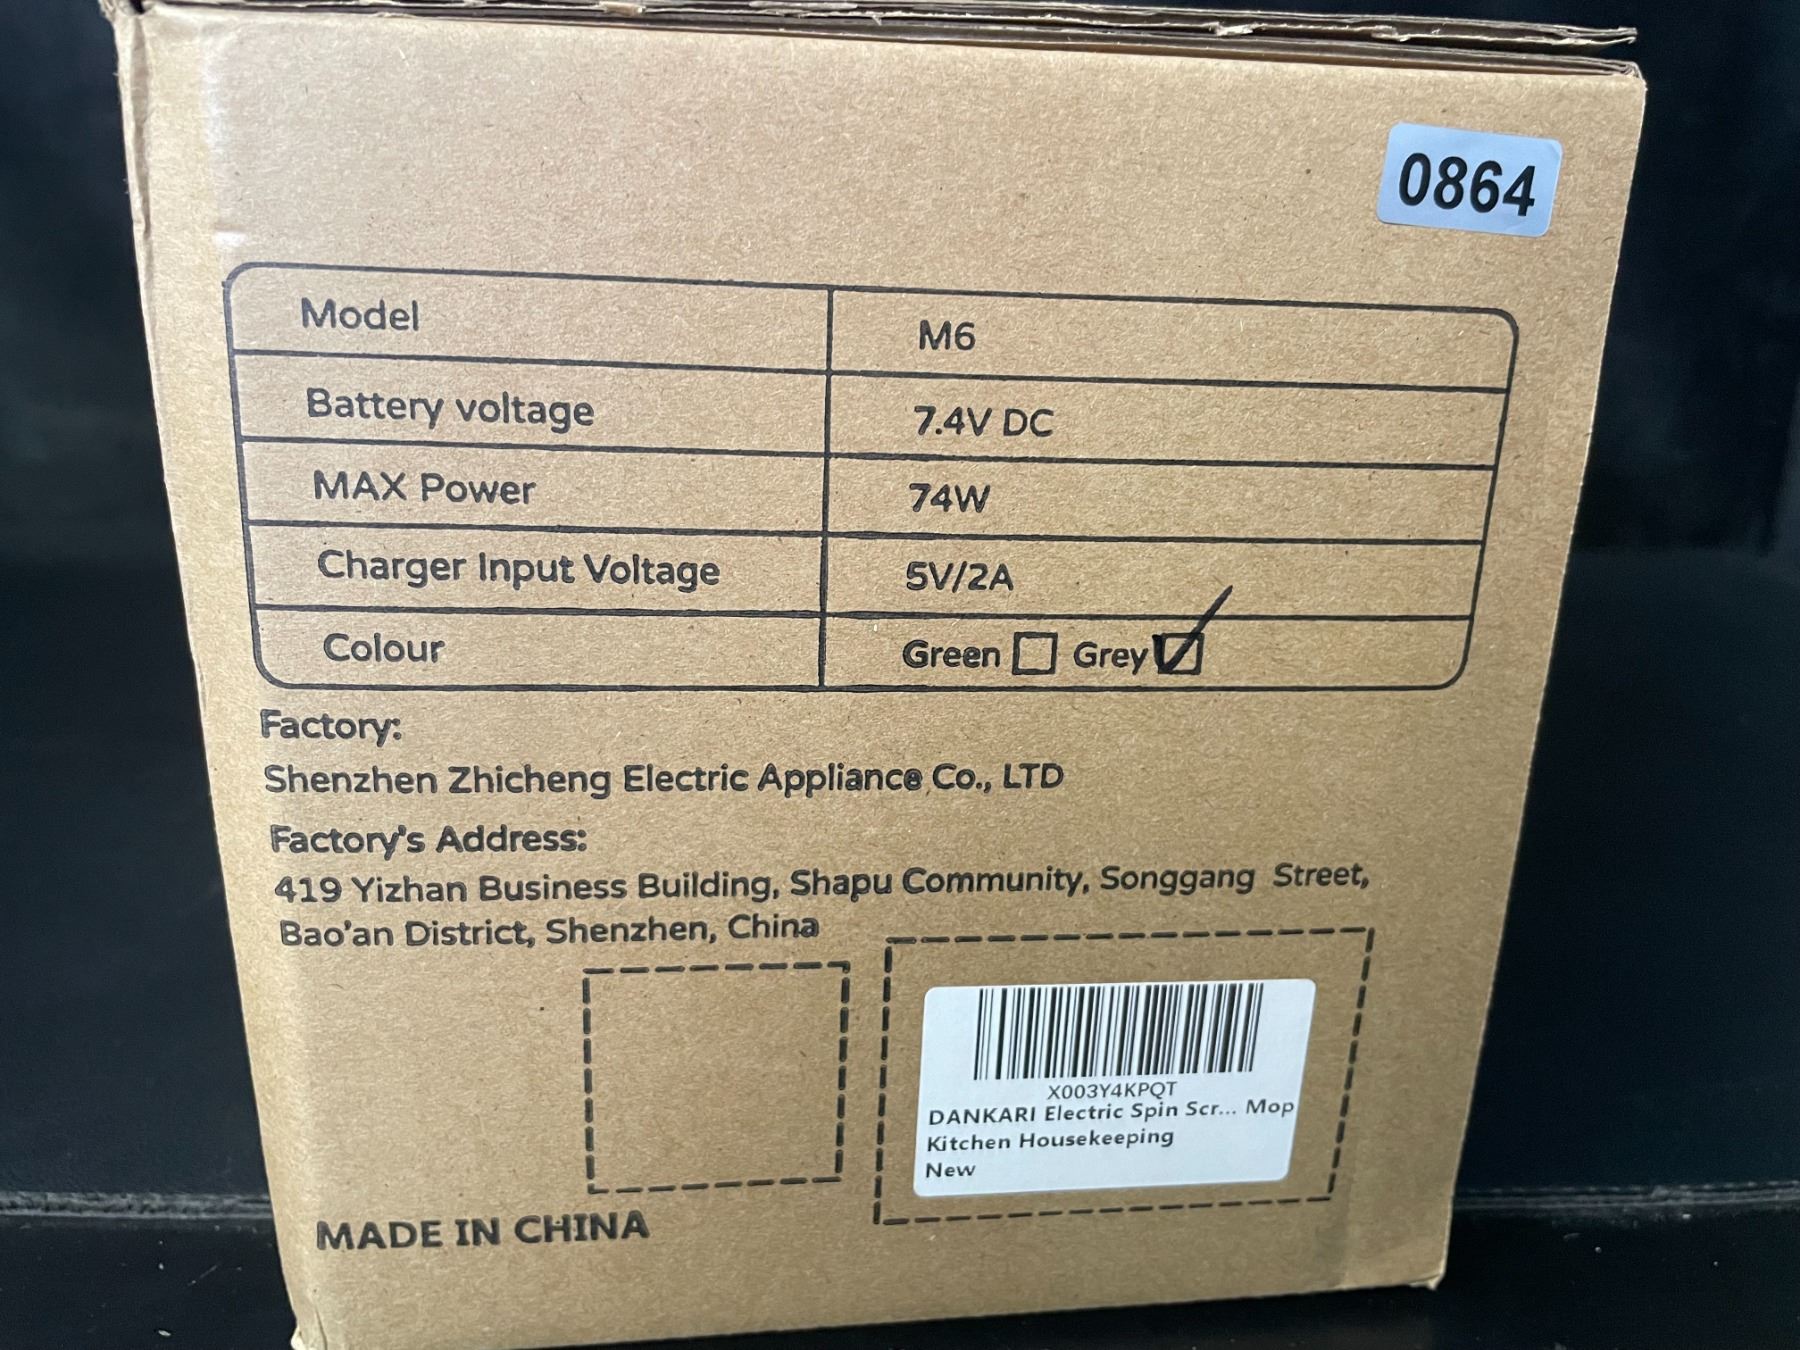 0864
Model M6
Battery voltage 7.4V DC
MAX Power 74W
Charger Input Voltage 5V/2A
Colour Green Grey
Factory:
Shenzhen Zhicheng Electric Appliance Co., LTD
Factory's Address:
419 Yizhan Business Building, Shapu Community, Songgang Street,
Bao'an District, Shenzhen, China
X003Y4KPQT
DANKARI Electric Spin Scr... Mop
Kitchen Housekeeping
New
MADE IN CHINA